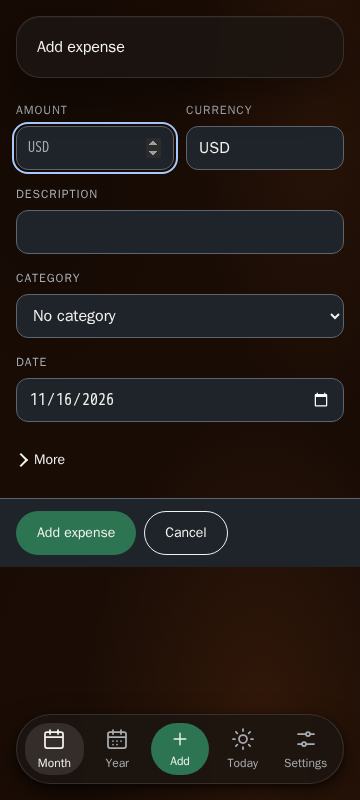 Add expense
AMOUNT CURRENCY
USD USD
DESCRIPTION
CATEGORY
No category
DATE
11/16/2026
More
Add expense Cancel
Month Year Add Today Settings